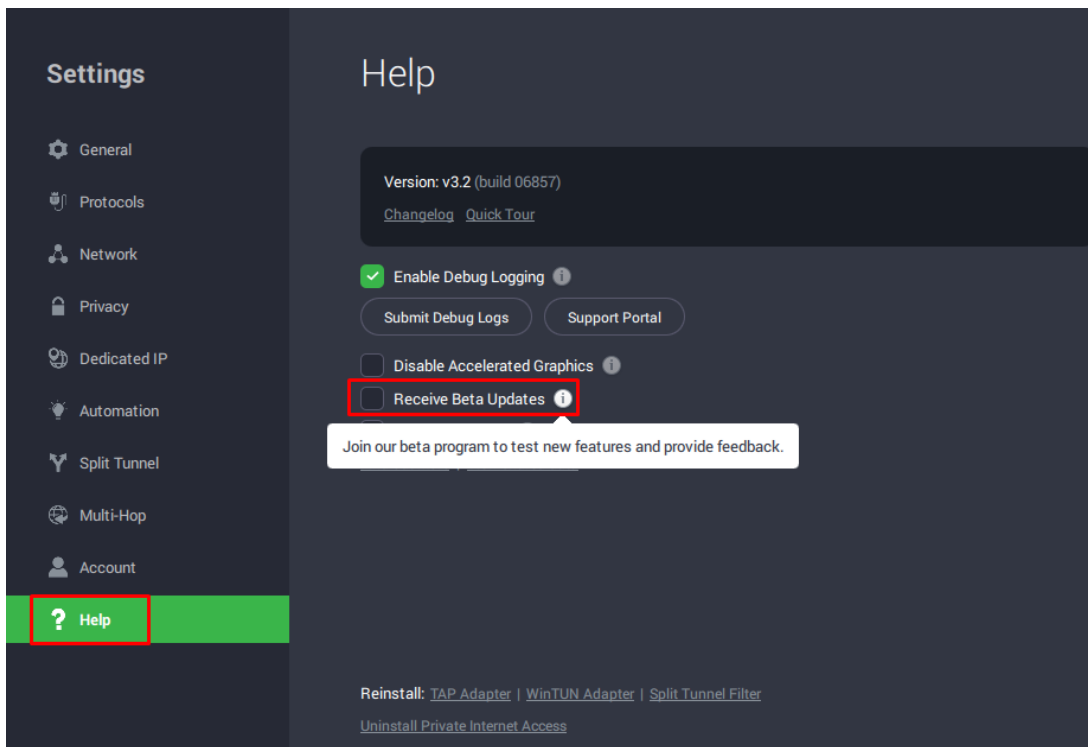 Settings
General
Protocols
Network
Privacy
Dedicated IP
Automation
Split Tunnel
Multi-Hop
Account
? Help
Help
Version: v3.2 (build 06857)
Changelog Quick Tour
Enable Debug Logging i
Submit Debug Logs Support Portal
Disable Accelerated Graphics i
Receive Beta Updates i
Join our beta program to test new features and provide feedback.
Reinstall: TAP Adapter | WinTUN Adapter | Split Tunnel Filter
Uninstall Private Internet Access